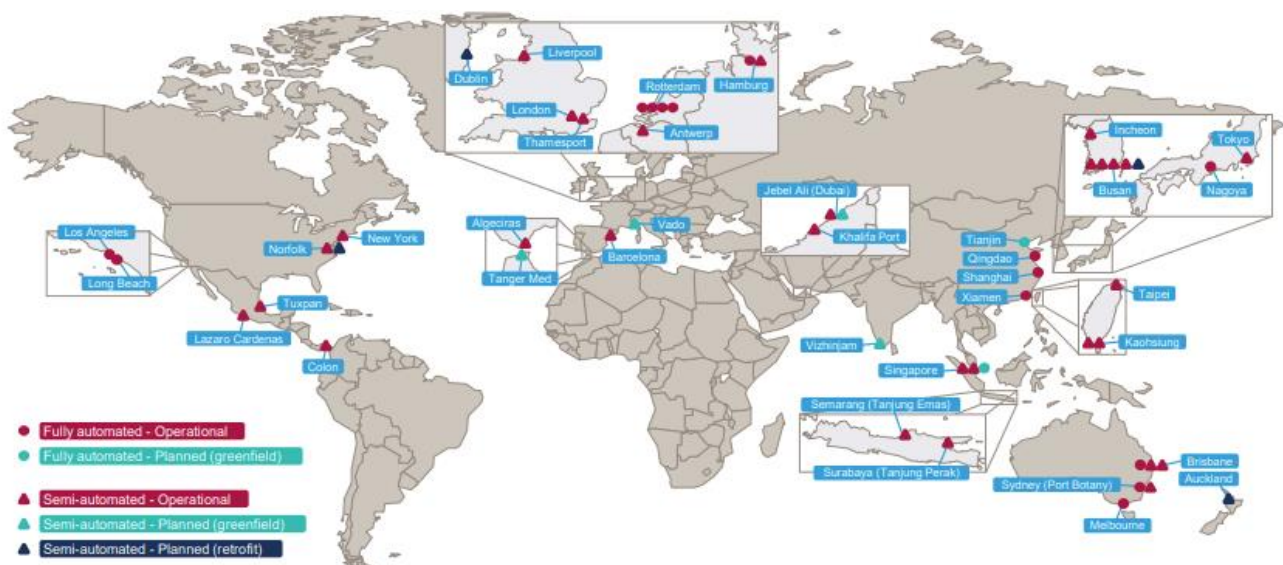 Liverpool
Dublin
Hamburg
Rotterdam
London
Thamesport
Antwerp
Incheon
Tokyo
Busan
Nagoya
Jebel Ali (Dubai)
Khalifa Port
Algeciras
Vado
Tanger Med
Barcelona
Los Angeles
Long Beach
New York
Norfolk
Tuxpan
Lazaro Cardenas
Colon
Tianjin
Qingdao
Shanghai
Xiamen
Taipei
Kaohsiung
Vizhinjam
Singapore
Semarang (Tanjung Emas)
Surabaya (Tanjung Perak)
Brisbane
Sydney (Port Botany)
Auckland
Melbourne
Fully automated - Operational
Fully automated - Planned (greenfield)
Semi-automated - Operational
Semi-automated - Planned (greenfield)
Semi-automated - Planned (retrofit)